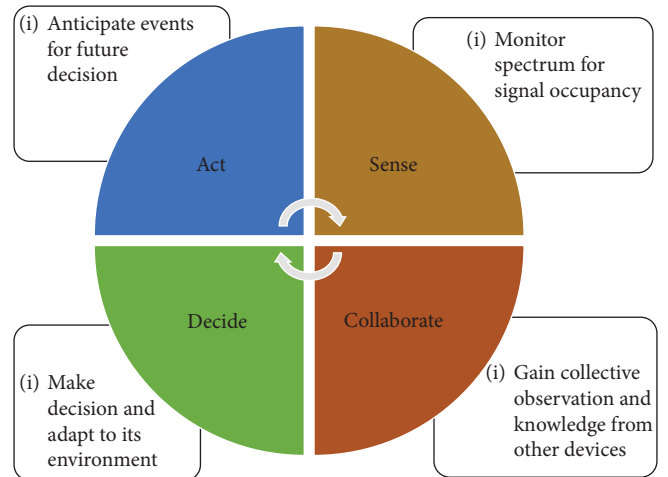 (i) Anticipate events
for future
decision
(i) Monitor
spectrum for
signal occupancy
Act
Sense
Decide
Collaborate
(i) Make
decision and
adapt to its
environment
(i) Gain collective
observation and
knowledge from
other devices